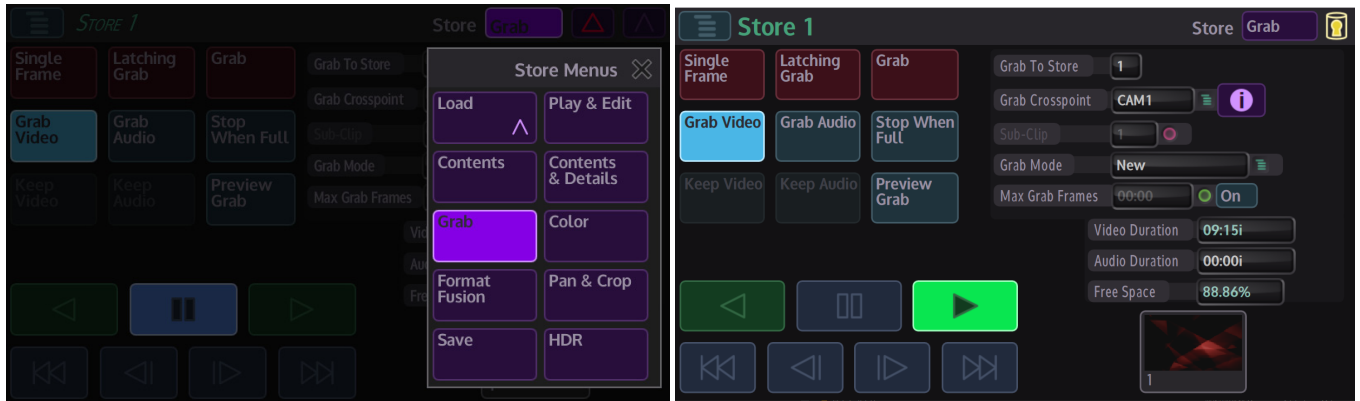 Store 1
Store Grab
Single Frame
Latching Grab
Grab
Grab To Store
Grab Crosspoint
Grab Video
Grab Audio
Stop When Full
Sub-Clip
Grab Mode
Keep Video
Keep Audio
Preview Grab
Max Grab Frames
Vid
Au
Fre
Store Menus
Load
Play & Edit
Contents
Contents & Details
Grab
Color
Format Fusion
Pan & Crop
Save
HDR
Store 1
Store Grab
Single Frame
Latching Grab
Grab
Grab To Store 1
Grab Crosspoint CAM1
Grab Video
Grab Audio
Stop When Full
Sub-Clip 1
Grab Mode New
Keep Video
Keep Audio
Preview Grab
Max Grab Frames 00:00 On
Video Duration 09:15i
Audio Duration 00:00i
Free Space 88.86%
1